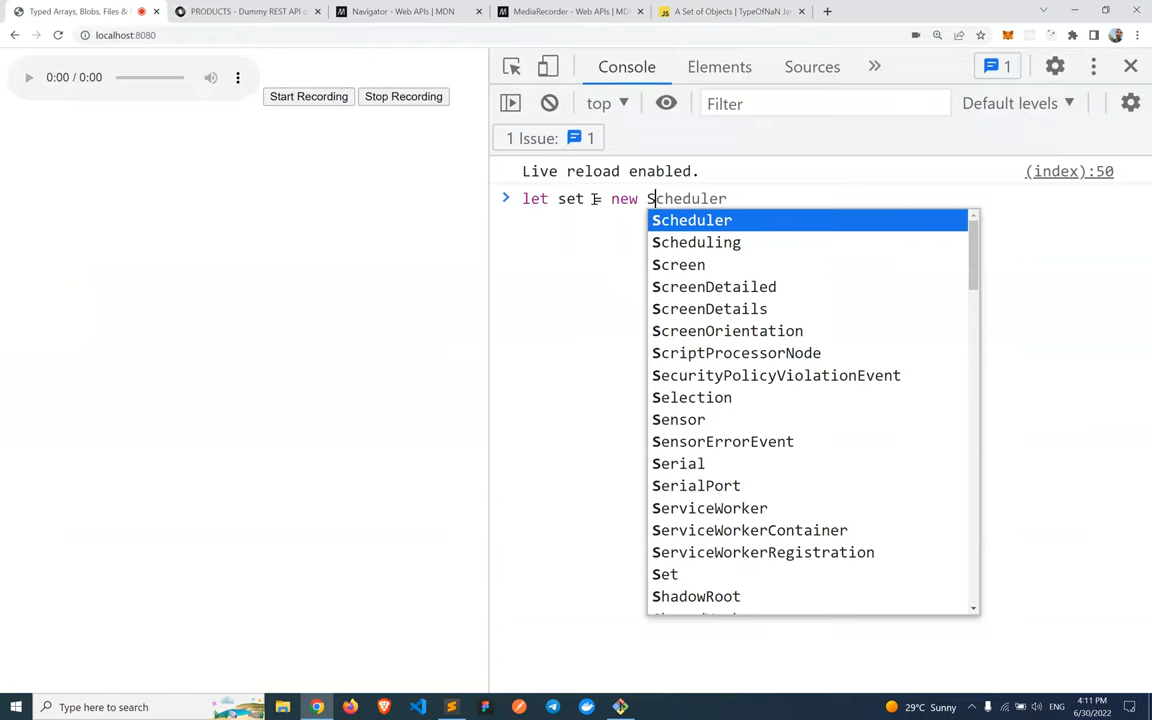 Typed Arrays, Blobs, Files &
PRODUCTS - Dummy REST API o
Navigator - Web APIs | MDN
MediaRecorder - Web APIs | MDN
A Set of Objects | TypeOfNaN Ja
localhost:8080
0:00 / 0:00
Start Recording
Stop Recording
Console
Elements
Sources
1
top
Filter
Default levels
1 Issue:
1
Live reload enabled.
(index):50
let set = new Scheduler
Scheduler
Scheduling
Screen
ScreenDetailed
ScreenDetails
ScreenOrientation
ScriptProcessorNode
SecurityPolicyViolationEvent
Selection
Sensor
SensorErrorEvent
Serial
SerialPort
ServiceWorker
ServiceWorkerContainer
ServiceWorkerRegistration
Set
ShadowRoot
Type here to search
29°C Sunny
ENG
4:11 PM
6/30/2022